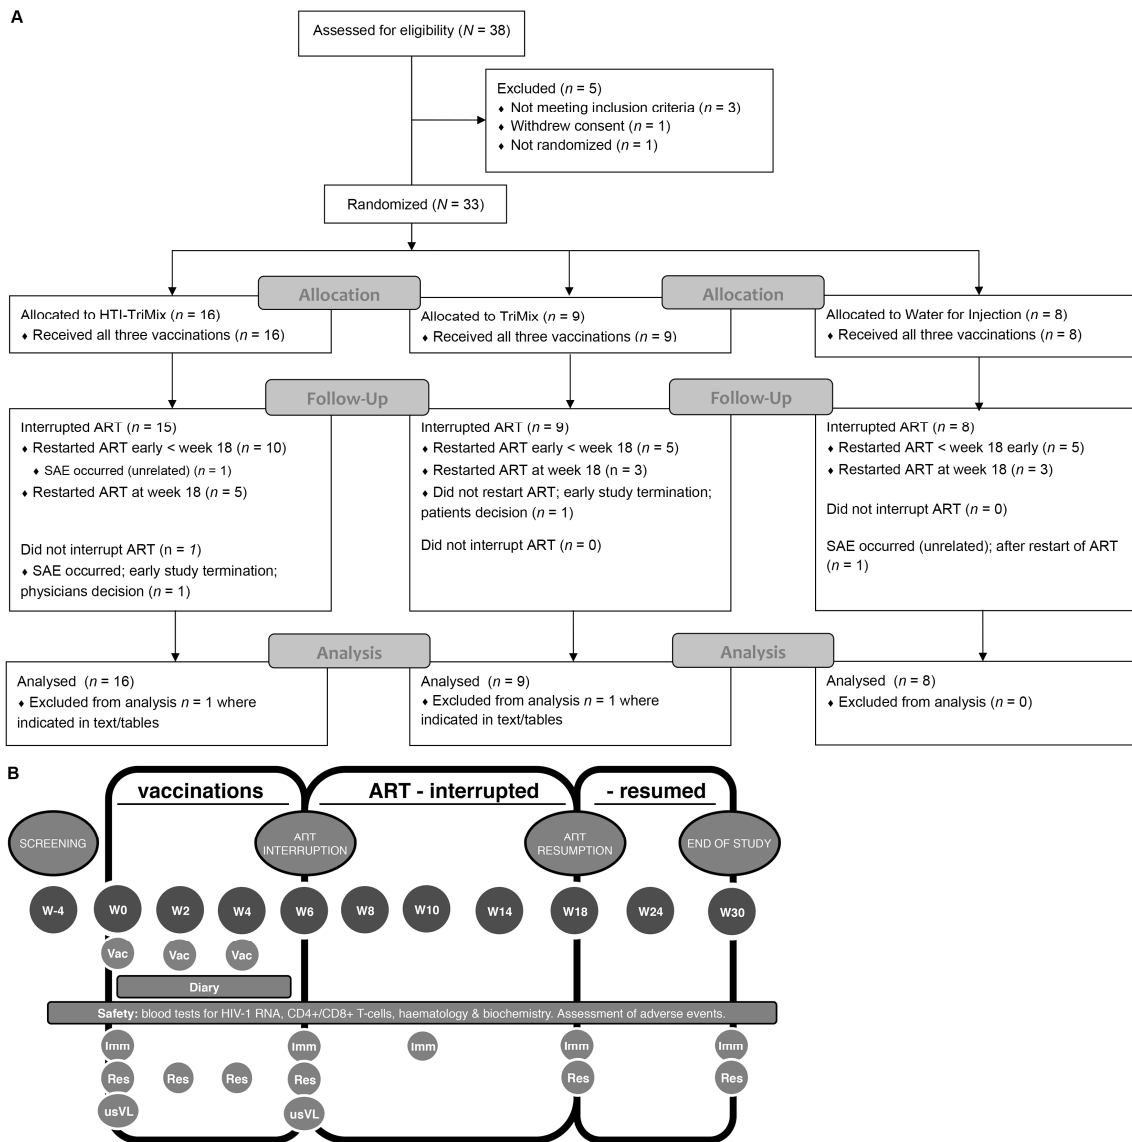 A
Assessed for eligibility (N = 38)
Excluded (n = 5)
♦ Not meeting inclusion criteria (n = 3)
♦ Withdrew consent (n = 1)
♦ Not randomized (n = 1)
Randomized (N = 33)
Allocation
Allocation
Allocated to HTI-TriMix (n = 16)
♦ Received all three vaccinations (n = 16)
Allocated to TriMix (n = 9)
♦ Received all three vaccinations (n = 9)
Allocated to Water for Injection (n = 8)
♦ Received all three vaccinations (n = 8)
Follow-Up
Follow-Up
Interrupted ART (n = 15)
♦ Restarted ART early < week 18 (n = 10)
♦ SAE occurred (unrelated) (n = 1)
♦ Restarted ART at week 18 (n = 5)
Did not interrupt ART (n = 1)
♦ SAE occurred; early study termination;
physicians decision (n = 1)
Interrupted ART (n = 9)
♦ Restarted ART early < week 18 (n = 5)
♦ Restarted ART at week 18 (n = 3)
♦ Did not restart ART; early study termination;
patients decision (n = 1)
Did not interrupt ART (n = 0)
Interrupted ART (n = 8)
♦ Restarted ART < week 18 early (n = 5)
♦ Restarted ART at week 18 (n = 3)
Did not interrupt ART (n = 0)
SAE occurred (unrelated); after restart of ART
(n = 1)
Analysis
Analysis
Analysed (n = 16)
♦ Excluded from analysis n = 1 where
indicated in text/tables
Analysed (n = 9)
♦ Excluded from analysis n = 1 where
indicated in text/tables
Analysed (n = 8)
♦ Excluded from analysis (n = 0)
B
vaccinations ART - interrupted - resumed
SCREENING
ART
INTERRUPTION
ART
RESUMPTION
END OF STUDY
W-4 W0 W2 W4 W6 W8 W10 W14 W18 W24 W30
Vac Vac Vac
Diary
Safety: blood tests for HIV-1 RNA, CD4+/CD8+ T-cells, haematology & biochemistry. Assessment of adverse events.
Imm Imm Imm Imm Imm
Res Res Res Res Res Res
usVL usVL